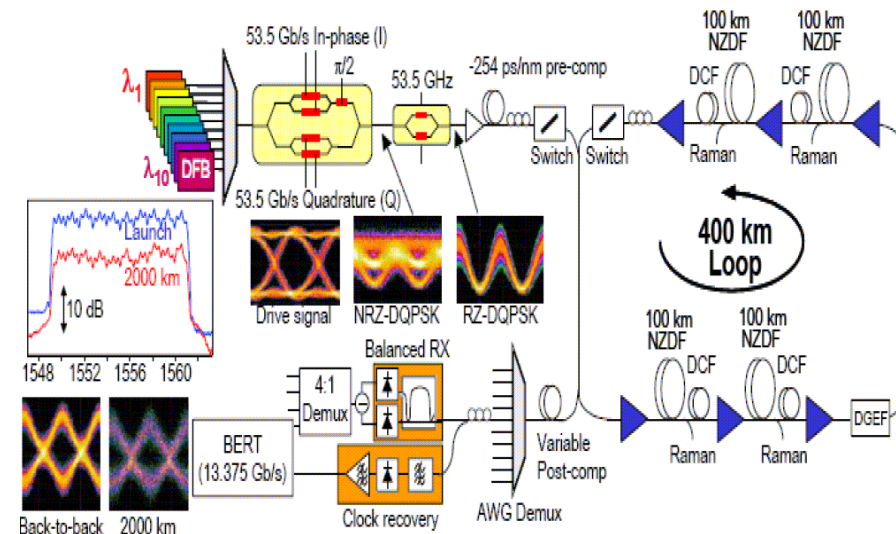 53.5 Gb/s In-phase (I)
π/2
λ1
λ10
DFB
53.5 GHz
-254 ps/nm pre-comp
Switch
Switch
53.5 Gb/s Quadrature (Q)
100 km
NZDF
DCF
Raman
100 km
NZDF
DCF
Raman
400 km
Loop
Launch
2000 km
10 dB
1548
1552
1556
1560
Drive signal
NRZ-DQPSK
RZ-DQPSK
100 km
NZDF
DCF
Raman
100 km
NZDF
DCF
Raman
DGEF
Balanced RX
4:1
Demux
BERT
(13.375 Gb/s)
Clock recovery
AWG Demux
Variable
Post-comp
Back-to-back
2000 km